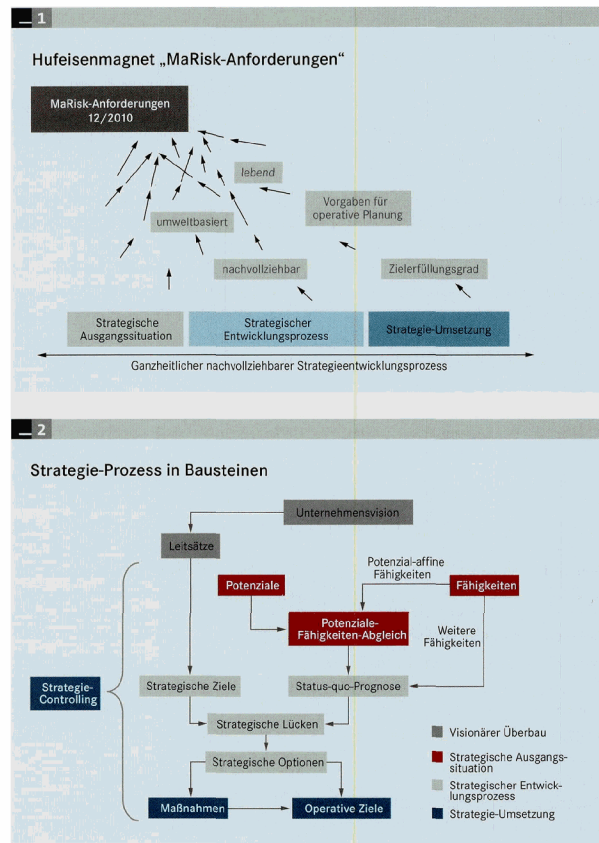 1
Hufeisenmagnet „MaRisk-Anforderungen“
MaRisk-Anforderungen
12/2010
lebend
Vorgaben für
operative Planung
umweltbasiert
nachvollziehbar
Zielerfüllungsgrad
Strategische
Ausgangssituation
Strategischer
Entwicklungsprozess
Strategie-Umsetzung
Ganzheitlicher nachvollziehbarer Strategieentwicklungsprozess
2
Strategie-Prozess in Bausteinen
Unternehmensvision
Leitsätze
Potenzial-affine
Fähigkeiten
Potenziale
Fähigkeiten
Potenziale-
Fähigkeiten-Abgleich
Weitere
Fähigkeiten
Strategie-
Controlling
Strategische Ziele
Status-quc-Prognose
Strategische Lücken
Strategische Optionen
Maßnahmen
Operative Ziele
Visionärer Überbau
Strategische Ausgangs-
situation
Strategischer Entwick-
lungsprozess
Strategie-Umsetzung